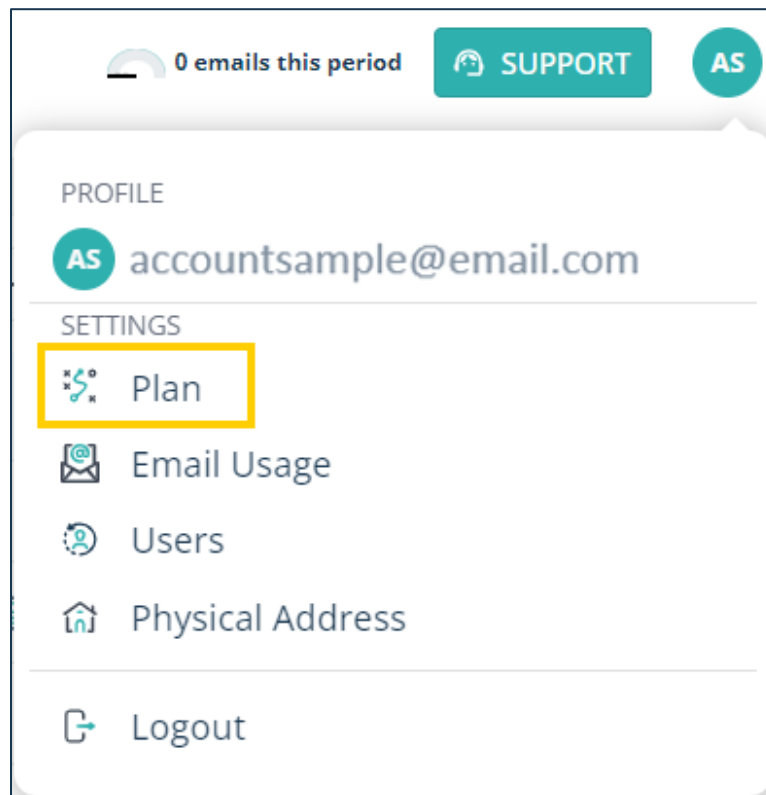 0 emails this period SUPPORT AS
PROFILE
AS accountsample@email.com
SETTINGS
Plan
Email Usage
Users
Physical Address
Logout